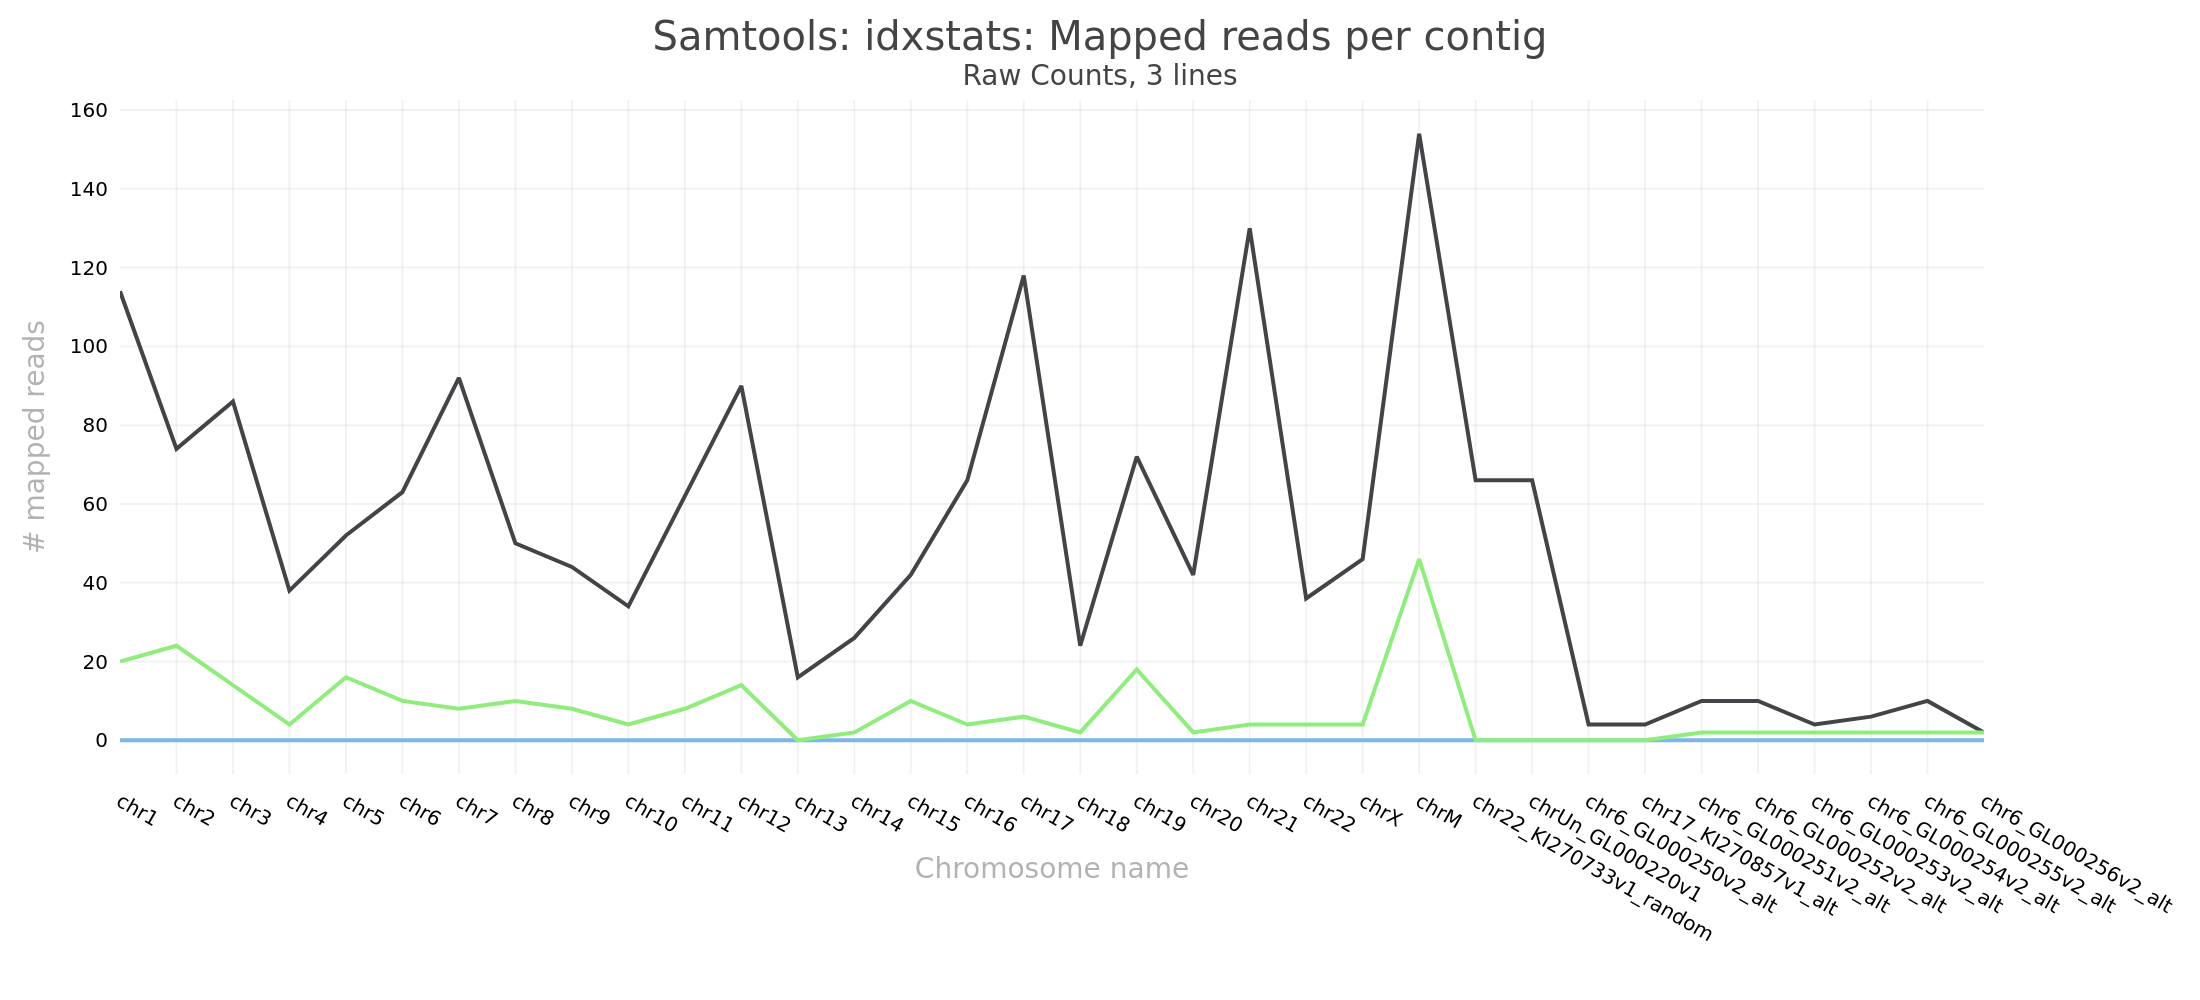 Samtools: idxstats: Mapped reads per contig
Raw Counts, 3 lines
160
140
120
100
80
60
40
20
0
# mapped reads
chr1
chr2
chr3
chr4
chr5
chr6
chr7
chr8
chr9
chr10
chr11
chr12
chr13
chr14
chr15
chr16
chr17
chr18
chr19
chr20
chr21
chr22
chrX
chrM
chr22_KI270733v1_random
chrUn_GL000220v1
chr6_GL000250v2_alt
chr17_KI270857v1_alt
chr6_GL000251v2_alt
chr6_GL000252v2_alt
chr6_GL000253v2_alt
chr6_GL000254v2_alt
chr6_GL000255v2_alt
chr6_GL000256v2_alt
Chromosome name